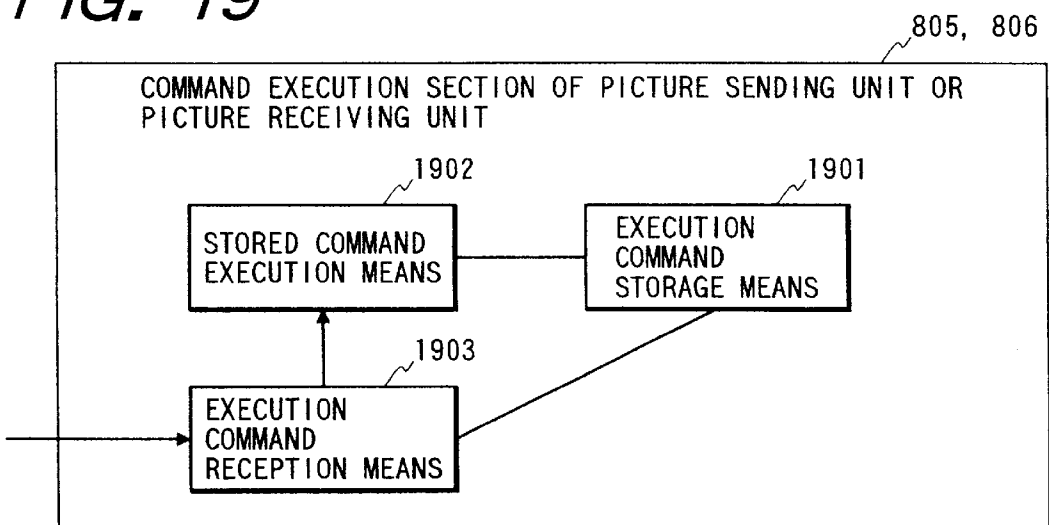 FIG. 19
805, 806
COMMAND EXECUTION SECTION OF PICTURE SENDING UNIT OR
PICTURE RECEIVING UNIT
1902
1901
STORED COMMAND
EXECUTION MEANS
EXECUTION
COMMAND
STORAGE MEANS
1903
EXECUTION
COMMAND
RECEPTION MEANS